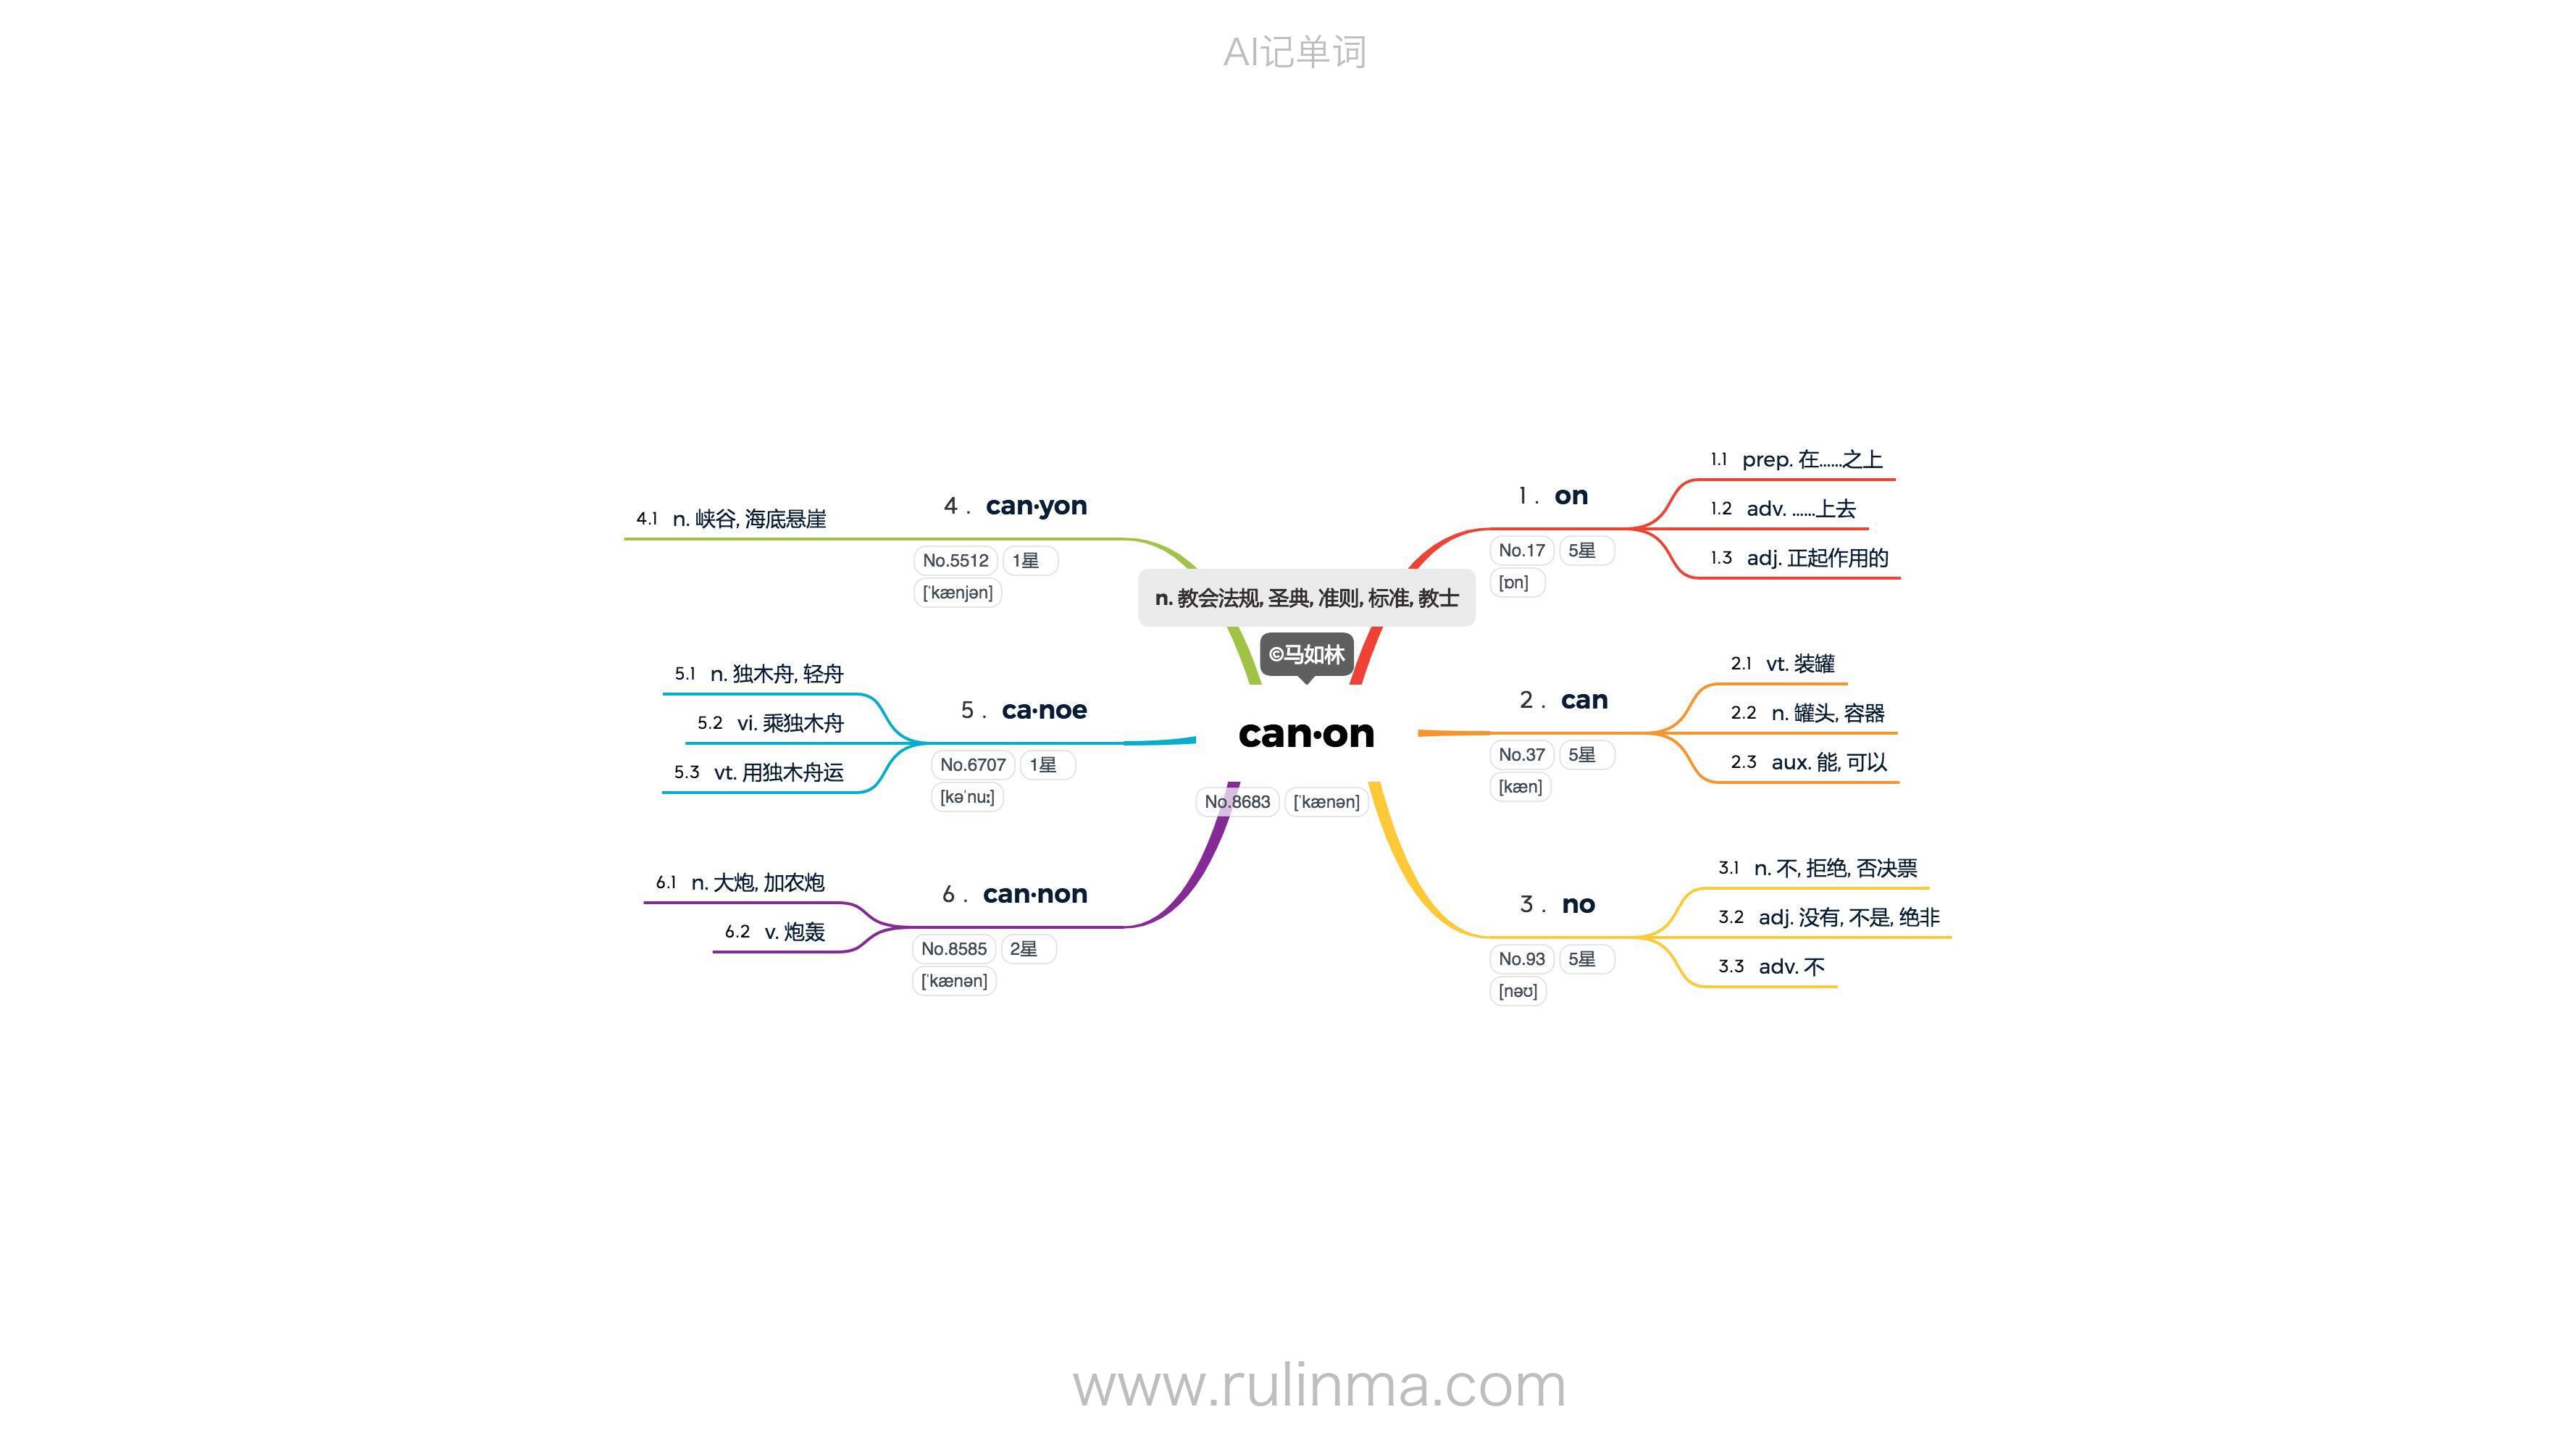 AI记单词
n. 教会法规, 圣典, 准则, 标准, 教士
©马如林
can·on
No.8683 [ˈkænən]
1. on
No.17 5星
[ɒn]
1.1 prep. 在……之上
1.2 adv. ……上去
1.3 adj. 正起作用的
2. can
No.37 5星
[kæn]
2.1 vt. 装罐
2.2 n. 罐头, 容器
2.3 aux. 能, 可以
3. no
No.93 5星
[nəʊ]
3.1 n. 不, 拒绝, 否决票
3.2 adj. 没有, 不是, 绝非
3.3 adv. 不
4. can·yon
No.5512 1星
[ˈkænjən]
4.1 n. 峡谷, 海底悬崖
5. ca·noe
No.6707 1星
[kəˈnuː]
5.1 n. 独木舟, 轻舟
5.2 vi. 乘独木舟
5.3 vt. 用独木舟运
6. can·non
No.8585 2星
[ˈkænən]
6.1 n. 大炮, 加农炮
6.2 v. 炮轰
www.rulinma.com